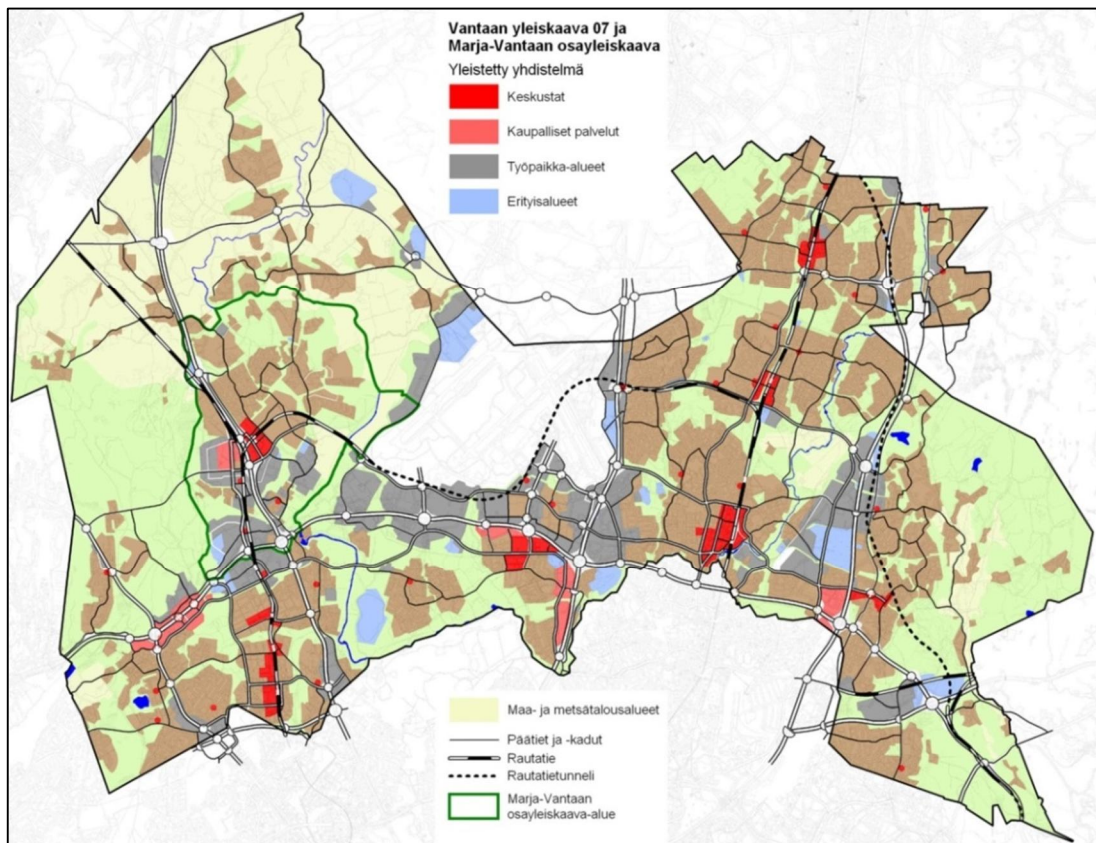 Vantaan yleiskaava 07 ja
Marja-Vantaan osayleiskaava
Yleistetty yhdistelmä
Keskustat
Kaupalliset palvelut
Työpaikka-alueet
Erityisalueet
Maa- ja metsätalousalueet
Päätiet ja -kadut
Rautatie
Rautatietunneli
Marja-Vantaan
osayleiskaava-alue